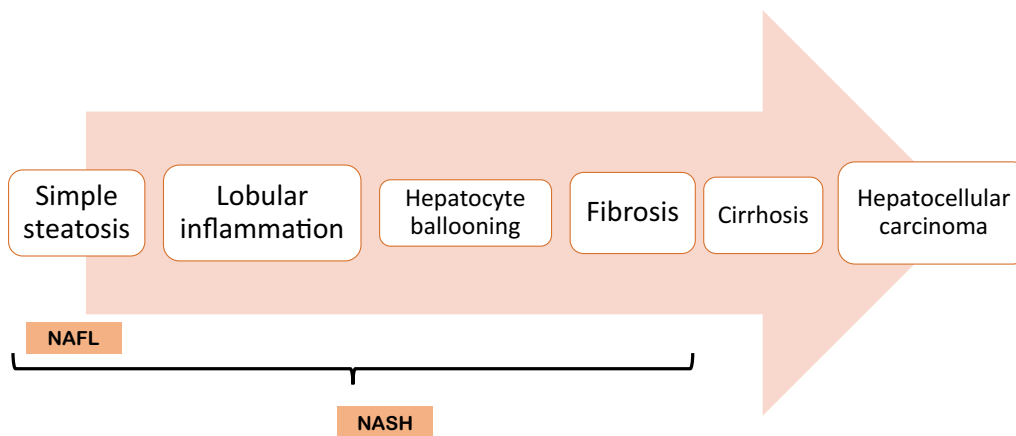 Simple
steatosis
Lobular
inflammation
Hepatocyte
ballooning
Fibrosis
Cirrhosis
Hepatocellular
carcinoma
NAFL
NASH